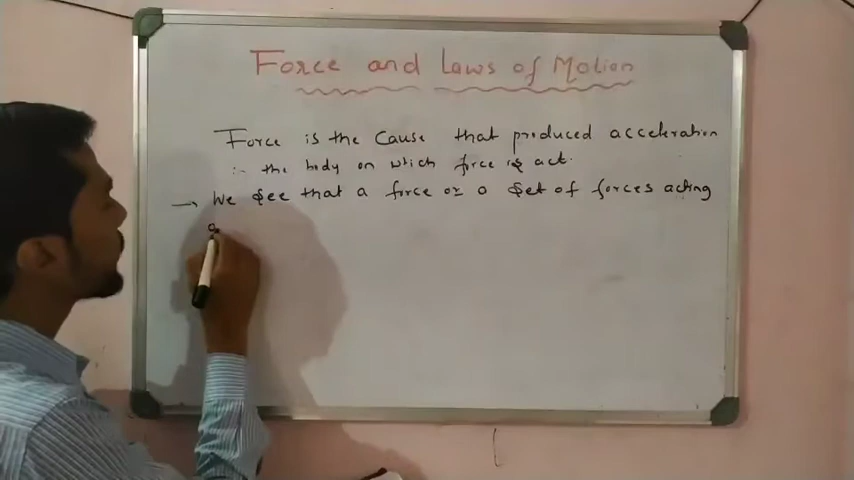 Force and Laws of Motion
Force is the Cause that produced acceleration
in the body on which force is act.
→ We see that a force or a set of forces acting
o